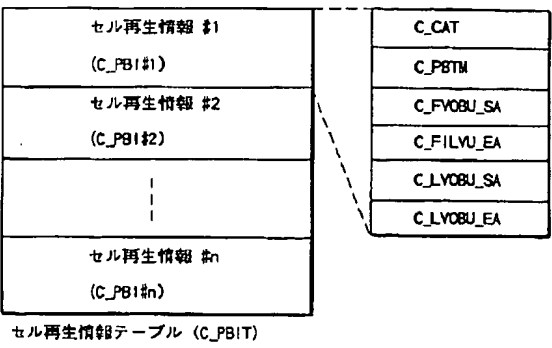 セル再生情報 #1
(C_PBI#1)
セル再生情報 #2
(C_PBI#2)
セル再生情報 #n
(C_PBI#n)
セル再生情報テーブル (C_PBIT)
C_CAT
C_PBTM
C_FVOBU_SA
C_FILVU_EA
C_LVOBU_SA
C_LVOBU_EA